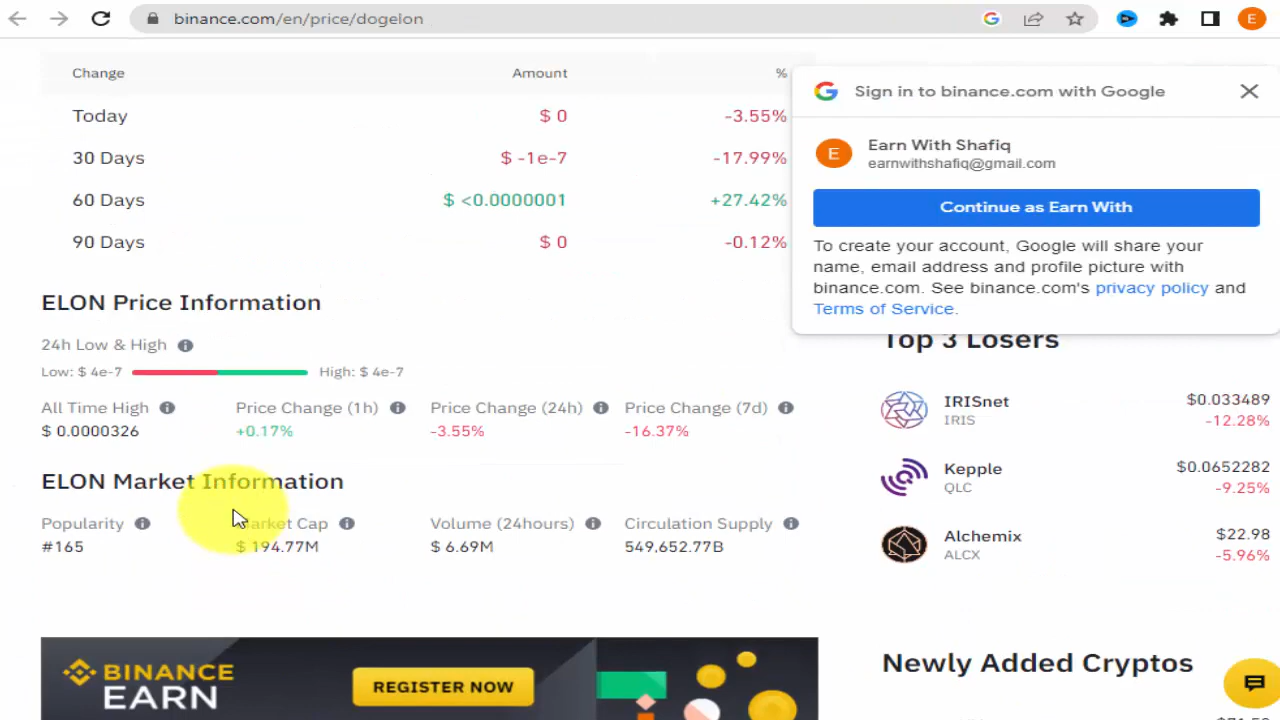 binance.com/en/price/dogelon
E
Change Amount %
Today $ 0 -3.55%
30 Days $ -1e-7 -17.99%
60 Days $ <0.0000001 +27.42%
90 Days $ 0 -0.12%
Sign in to binance.com with Google
E
Earn With Shafiq
earnwithshafiq@gmail.com
Continue as Earn With
To create your account, Google will share your
name, email address and profile picture with
binance.com. See binance.com's privacy policy and
Terms of Service.
ELON Price Information
24h Low & High
Low: $ 4e-7 High: $ 4e-7
All Time High Price Change (1h) Price Change (24h) Price Change (7d)
$ 0.0000326 +0.17% -3.55% -16.37%
ELON Market Information
Popularity Market Cap Volume (24hours) Circulation Supply
#165 $ 194.77M $ 6.69M 549,652.77B
Top 3 Losers
IRISnet $0.033489
IRIS -12.28%
Kepple $0.0652282
QLC -9.25%
Alchemix $22.98
ALCX -5.96%
BINANCE
EARN
REGISTER NOW
Newly Added Cryptos